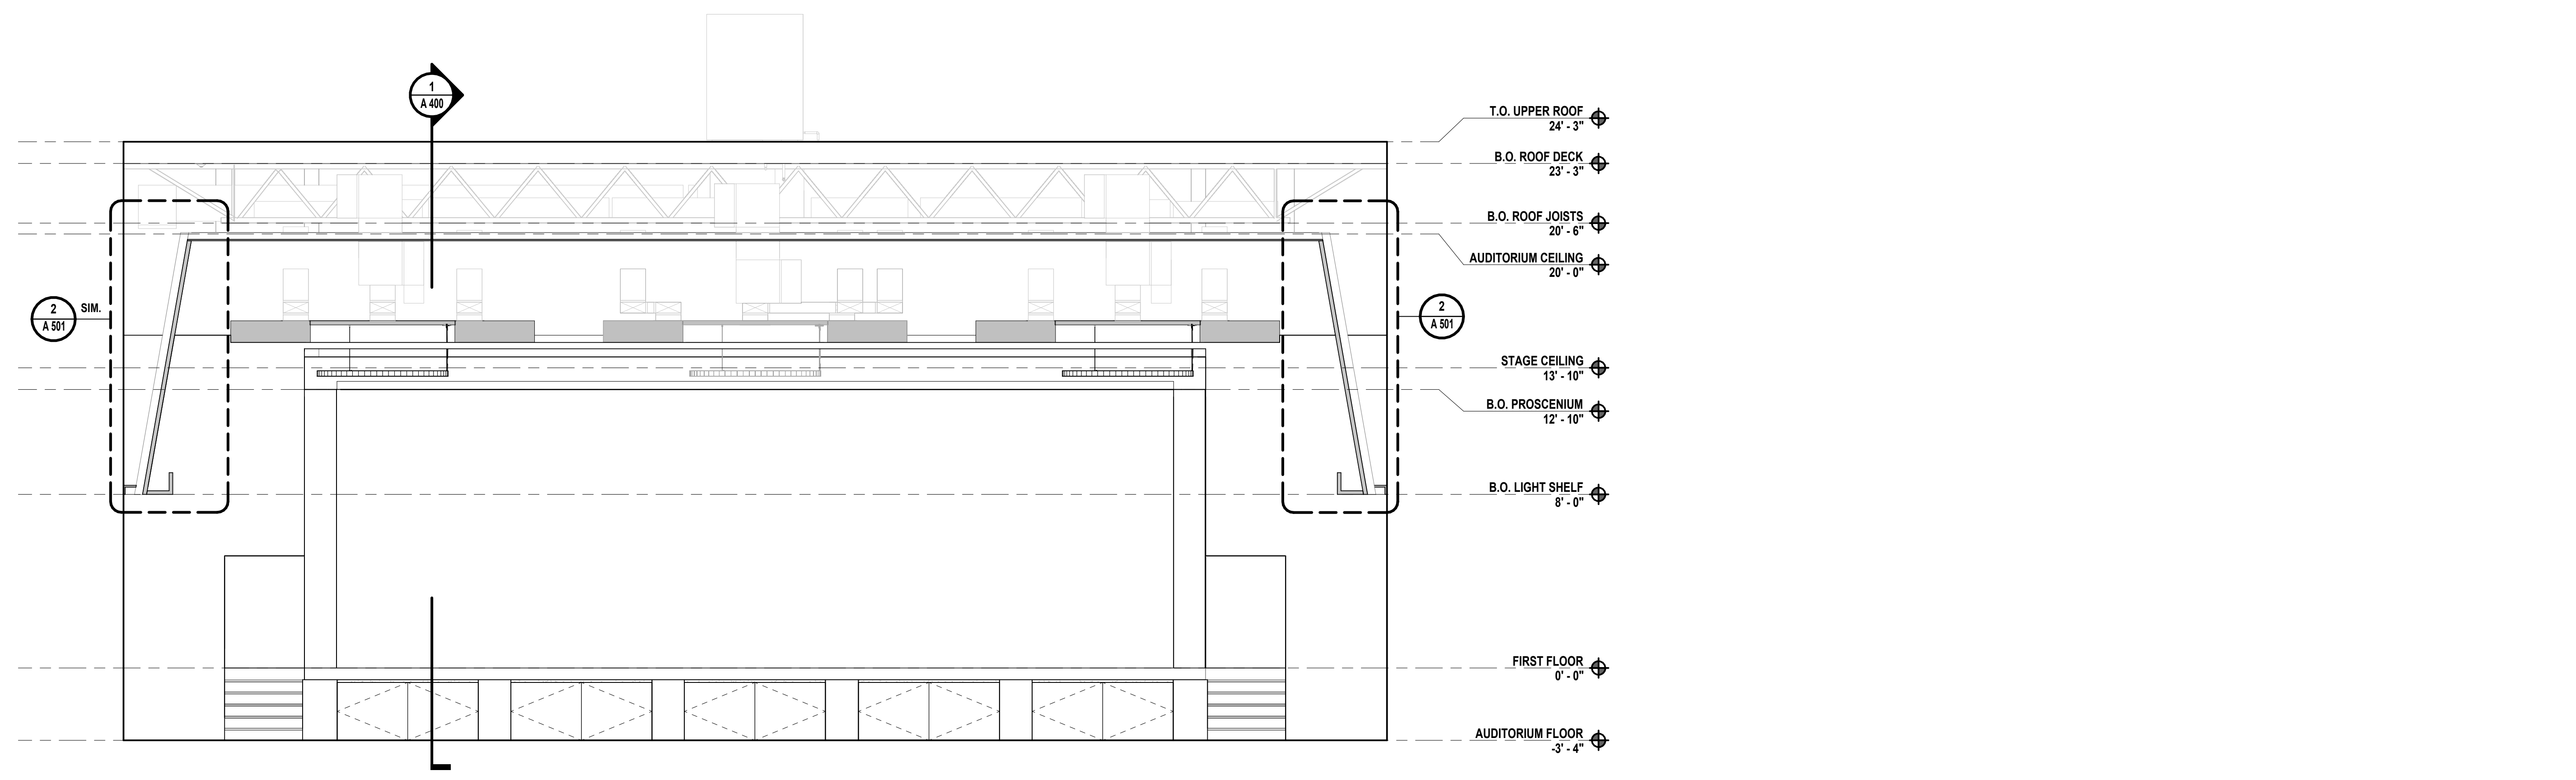 1
A 400
T.O. UPPER ROOF
24' - 3"
B.O. ROOF DECK
23' - 3"
B.O. ROOF JOISTS
20' - 6"
AUDITORIUM CEILING
20' - 0"
2
A 501
SIM.
2
A 501
STAGE CEILING
13' - 10"
B.O. PROSCENIUM
12' - 10"
B.O. LIGHT SHELF
8' - 0"
FIRST FLOOR
0' - 0"
AUDITORIUM FLOOR
-3' - 4"